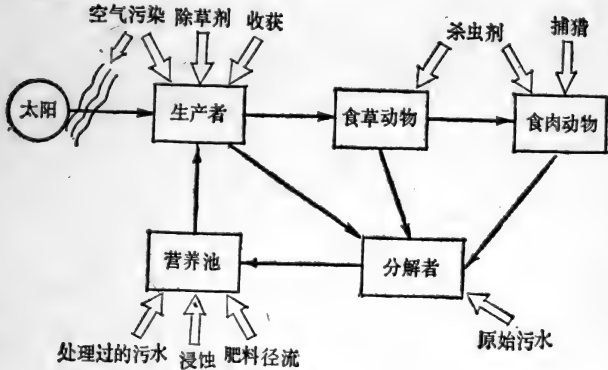 空气污染 除草剂 收获
杀虫剂 捕猎
太阳 生产者 食草动物 食肉动物
营养池 分解者
处理过的污水 浸蚀 肥料径流 原始污水